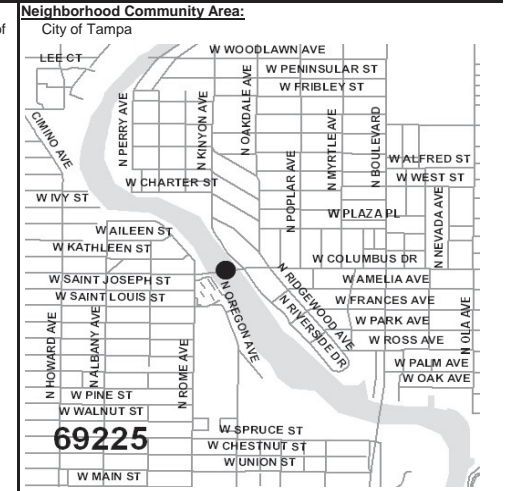 Neighborhood Community Area:
of
City of Tampa
W WOODLAWN AVE
LEE CT
W PENINSULAR ST
W FRIBLEY ST
N PERRY AVE
N KINYON AVE
N OAKDALE AVE
N MYRTLE AVE
N BOULEVARD
CIMINO AVE
N POPLAR AVE
W ALFRED ST
W WEST ST
W CHARTER ST
N NEVADA AVE
W IVY ST
W PLAZA PL
W AILEEN ST
W KATHLEEN ST
W COLUMBUS DR
W SAINT JOSEPH ST
W AMELIA AVE
W SAINT LOUIS ST
N OREGON AVE
N RIDGEWOOD AVE
N RIVERSIDE DR
W FRANCES AVE
W PARK AVE
N OLA AVE
W ROSS AVE
N HOWARD AVE
N ALBANY AVE
N ROME AVE
W PALM AVE
W OAK AVE
W PINE ST
W WALNUT ST
69225
W SPRUCE ST
W CHESTNUT ST
W UNION ST
W MAIN ST